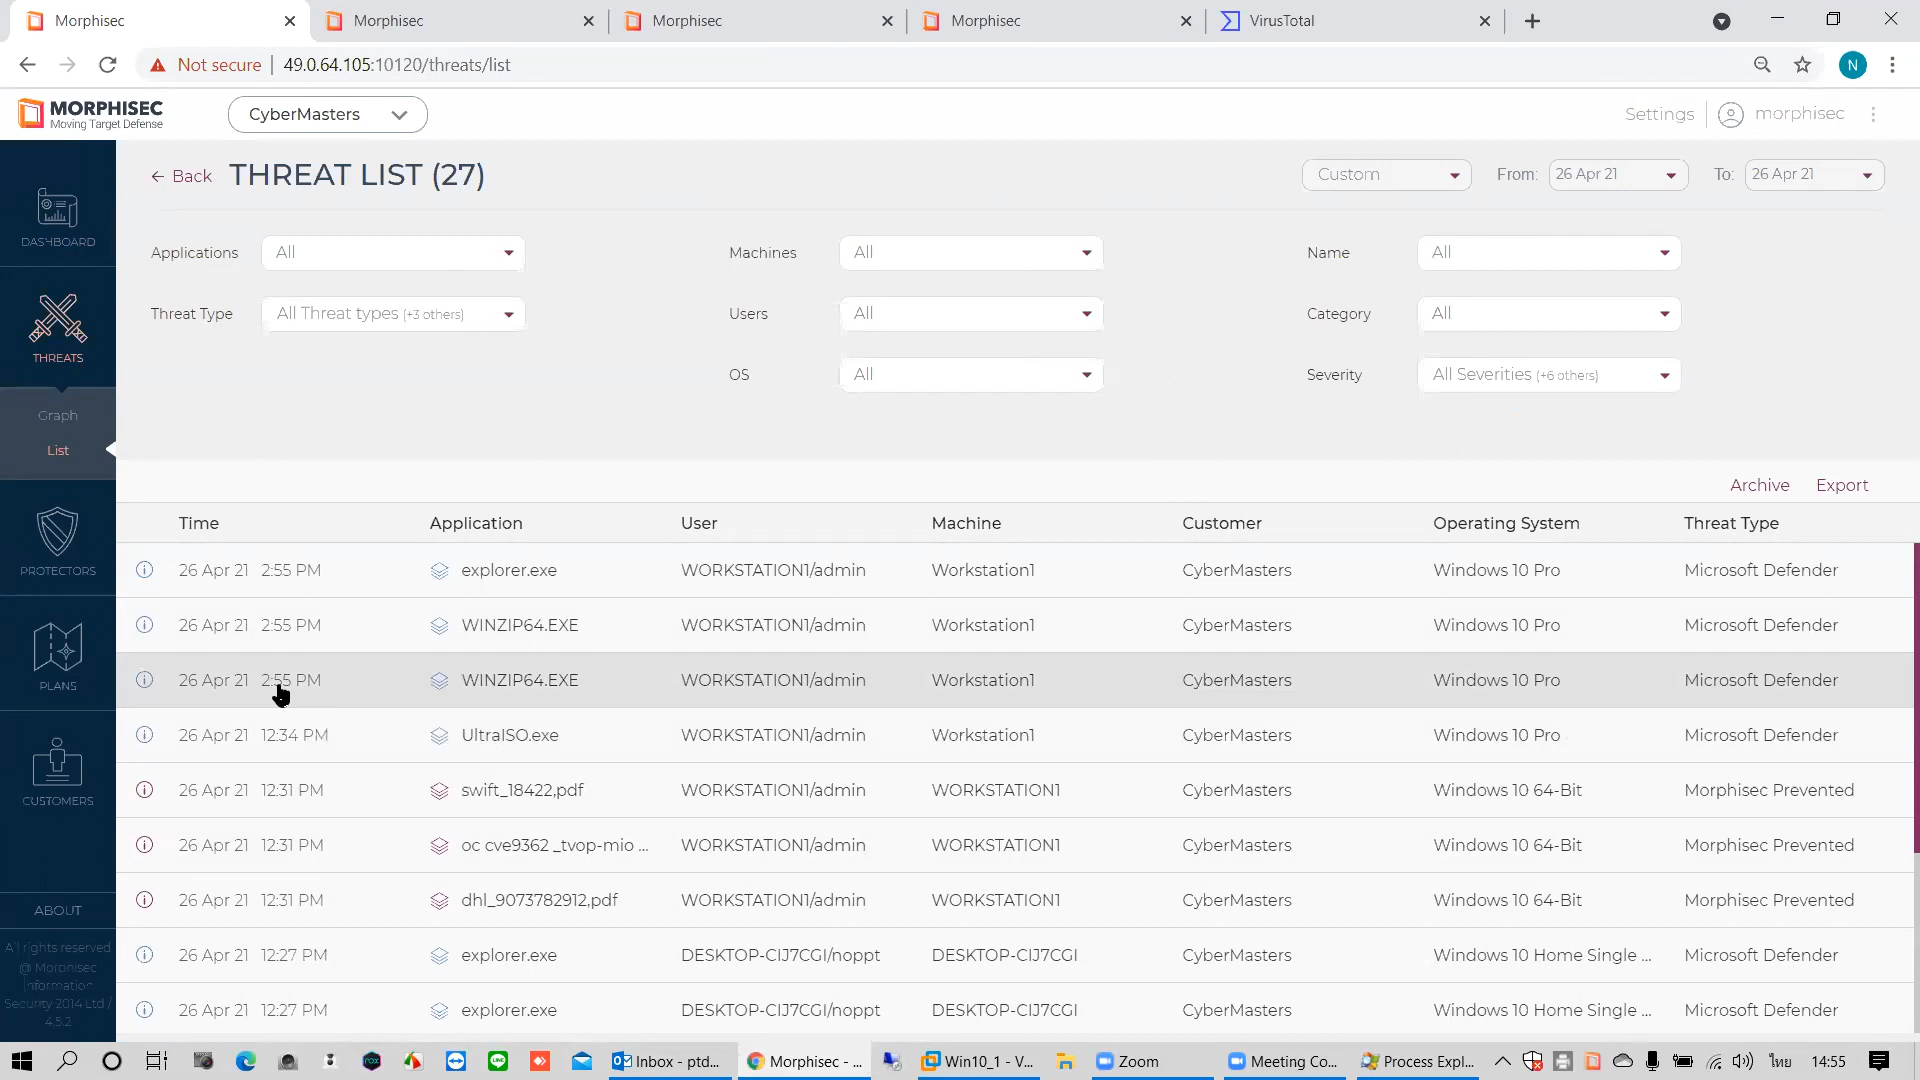 Morphisec
Morphisec
Morphisec
Morphisec
VirusTotal
Not secure
49.0.64.105:10120/threats/list
N
MORPHISEC
Moving Target Defense
CyberMasters
Settings
morphisec
Back
THREAT LIST (27)
Custom
From:
26 Apr 21
To:
26 Apr 21
Applications
All
Machines
All
Name
All
Threat Type
All Threat types (+3 others)
Users
All
Category
All
OS
All
Severity
All Severities (+6 others)
DASHBOARD
THREATS
Graph
List
PROTECTORS
PLANS
CUSTOMERS
ABOUT
All rights reserved
@ Morphisec
Information
Security 2014 Ltd /
4.5.2
Archive
Export
Time Application User Machine Customer Operating System Threat Type
26 Apr 21 2:55 PM explorer.exe WORKSTATION1/admin Workstation1 CyberMasters Windows 10 Pro Microsoft Defender
26 Apr 21 2:55 PM WINZIP64.EXE WORKSTATION1/admin Workstation1 CyberMasters Windows 10 Pro Microsoft Defender
26 Apr 21 2:55 PM WINZIP64.EXE WORKSTATION1/admin Workstation1 CyberMasters Windows 10 Pro Microsoft Defender
26 Apr 21 12:34 PM UltraISO.exe WORKSTATION1/admin Workstation1 CyberMasters Windows 10 Pro Microsoft Defender
26 Apr 21 12:31 PM swift_18422,pdf WORKSTATION1/admin WORKSTATION1 CyberMasters Windows 10 64-Bit Morphisec Prevented
26 Apr 21 12:31 PM oc cve9362 _tvop-mio ... WORKSTATION1/admin WORKSTATION1 CyberMasters Windows 10 64-Bit Morphisec Prevented
26 Apr 21 12:31 PM dhl_9073782912,pdf WORKSTATION1/admin WORKSTATION1 CyberMasters Windows 10 64-Bit Morphisec Prevented
26 Apr 21 12:27 PM explorer.exe DESKTOP-CIJ7CGI/noppt DESKTOP-CIJ7CGI CyberMasters Windows 10 Home Single ... Microsoft Defender
26 Apr 21 12:27 PM explorer.exe DESKTOP-CIJ7CGI/noppt DESKTOP-CIJ7CGI CyberMasters Windows 10 Home Single ... Microsoft Defender
Inbox - ptd...
Morphisec - ...
Win10_1 - V...
Zoom
Meeting Co...
Process Expl...
ไทย
14:55